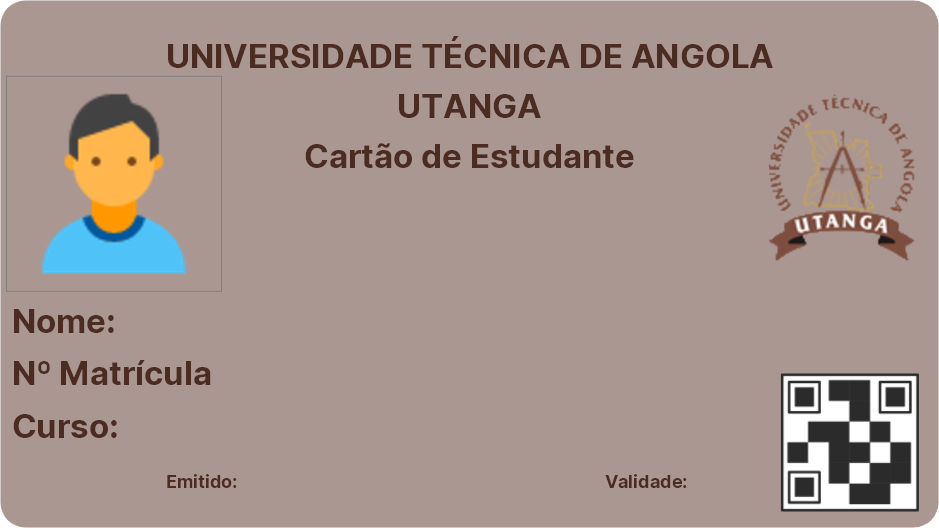 UNIVERSIDADE TÉCNICA DE ANGOLA
UTANGA
Cartão de Estudante
UNIVERSIDADE TÉCNICA DE ANGOLA
UTANGA
Nome:
Nº Matrícula
Curso:
Emitido:
Validade: